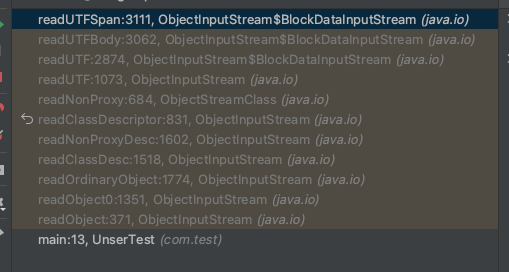 readUTFSpan:3111, ObjectInputStream$BlockDataInputStream (java.io)
readUTFBody:3062, ObjectInputStream$BlockDataInputStream (java.io)
readUTF:2874, ObjectInputStream$BlockDataInputStream (java.io)
readUTF:1073, ObjectInputStream (java.io)
readNonProxy:684, ObjectStreamClass (java.io)
readClassDescriptor:831, ObjectInputStream (java.io)
readNonProxyDesc:1602, ObjectInputStream (java.io)
readClassDesc:1518, ObjectInputStream (java.io)
readOrdinaryObject:1774, ObjectInputStream (java.io)
readObject0:1351, ObjectInputStream (java.io)
readObject:371, ObjectInputStream (java.io)
main:13, UnserTest (com.test)